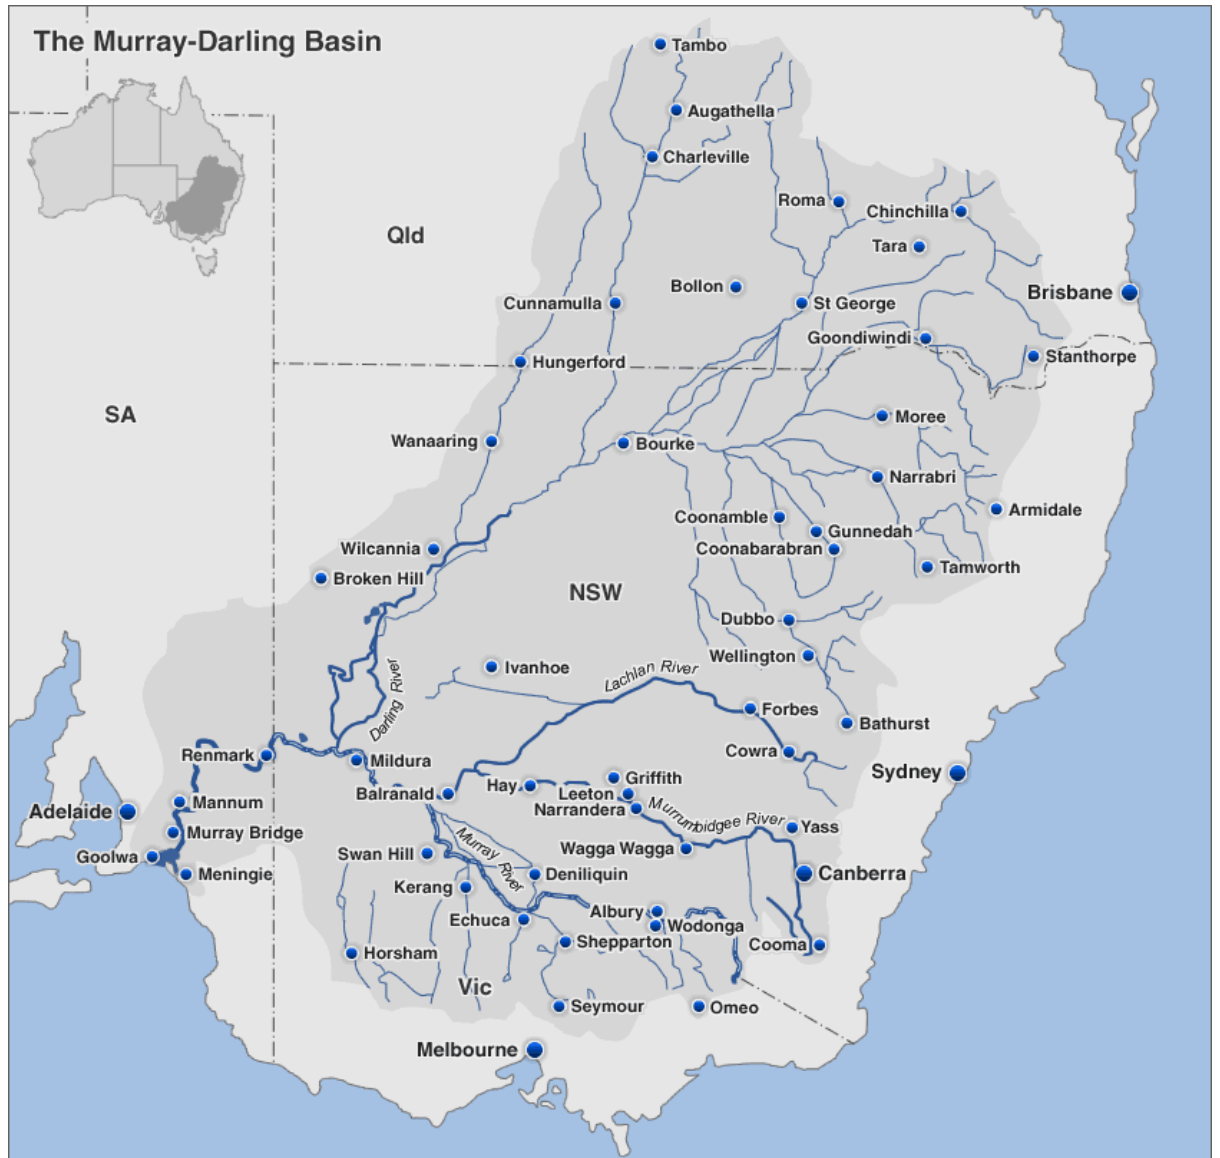 The Murray-Darling Basin
Tambo
Augathella
Charleville
Roma
Chinchilla
Qld
Tara
Bollon
Brisbane
Cunnamulla
St George
Goondiwindi
Stanthorpe
Hungerford
SA
Moree
Wanaaring
Bourke
Narrabri
Armidale
Coonamble
Gunnedah
Wilcannia
Coonabarabran
Tamworth
Broken Hill
NSW
Dubbo
Wellington
Ivanhoe
Lachlan River
Darling River
Forbes
Bathurst
Cowra
Renmark
Mildura
Sydney
Griffith
Hay
Leeton
Balranald
Mannum
Narrandera
Adelaide
Murrumbidgee River
Yass
Murray Bridge
Murray River
Wagga Wagga
Swan Hill
Goolwa
Meningie
Deniliquin
Canberra
Kerang
Albury
Echuca
Wodonga
Shepparton
Cooma
Horsham
Vic
Seymour
Omeo
Melbourne